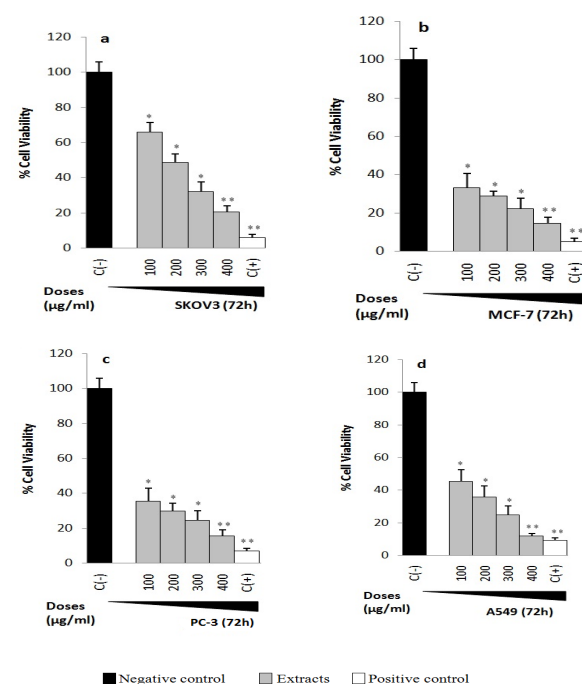 a
120
100
80
60
40
20
0
% Cell Viability
* * * ** **
C(-) 100 200 300 400 C(+)
Doses
(µg/ml)
SKOV3 (72h)
b
120
100
80
60
40
20
0
% Cell Viability
* * * ** **
C(-) 100 200 300 400 C(+)
Doses
(µg/ml)
MCF-7 (72h)
c
120
100
80
60
40
20
0
% Cell Viability
* * * ** **
C(-) 100 200 300 400 C(+)
Doses
(µg/ml)
PC-3 (72h)
d
120
100
80
60
40
20
0
% Cell Viability
* * * ** **
C(-) 100 200 300 400 C(+)
Doses
(µg/ml)
A549 (72h)
Negative control Extracts Positive control